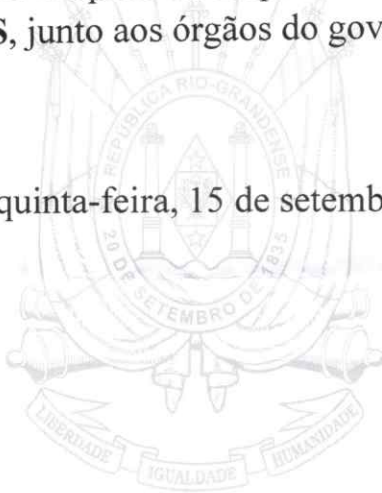 S, junto aos órgãos do gov
quinta-feira, 15 de setemb
REPÚBLICA RIO-GRANDENSE
20 DE SETEMBRO DE 1835
LIBERDADE IGUALDADE HUMANIDADE